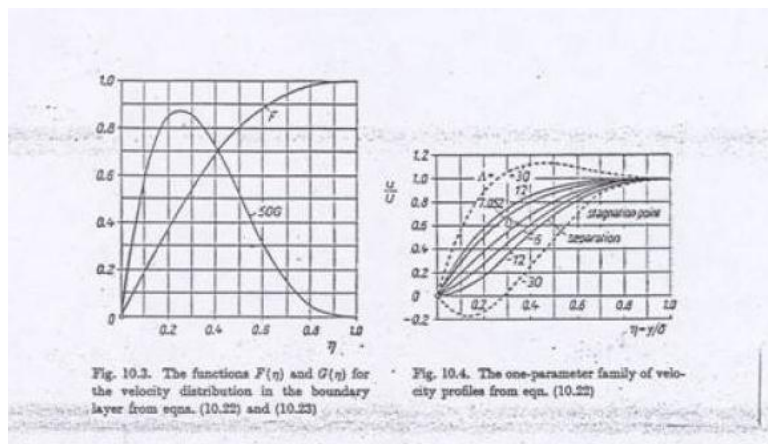 1.0
0.8
0.6
0.4
0.2
0
0.2 0.4 0.6 0.8 1.0
η
F
50G
Fig. 10.3. The functions F(η) and G(η) for
the velocity distribution in the boundary
layer from eqns. (10.22) and (10.23)
1.2
1.0
0.8
0.6
0.4
0.2
0
-0.2
u
U
Λ = 30
12
7.052
0
-6
-12
-30
stagnation point
separation
0.2 0.4 0.6 0.8 1.0
η=y/δ
Fig. 10.4. The one-parameter family of velo-
city profiles from eqn. (10.22)